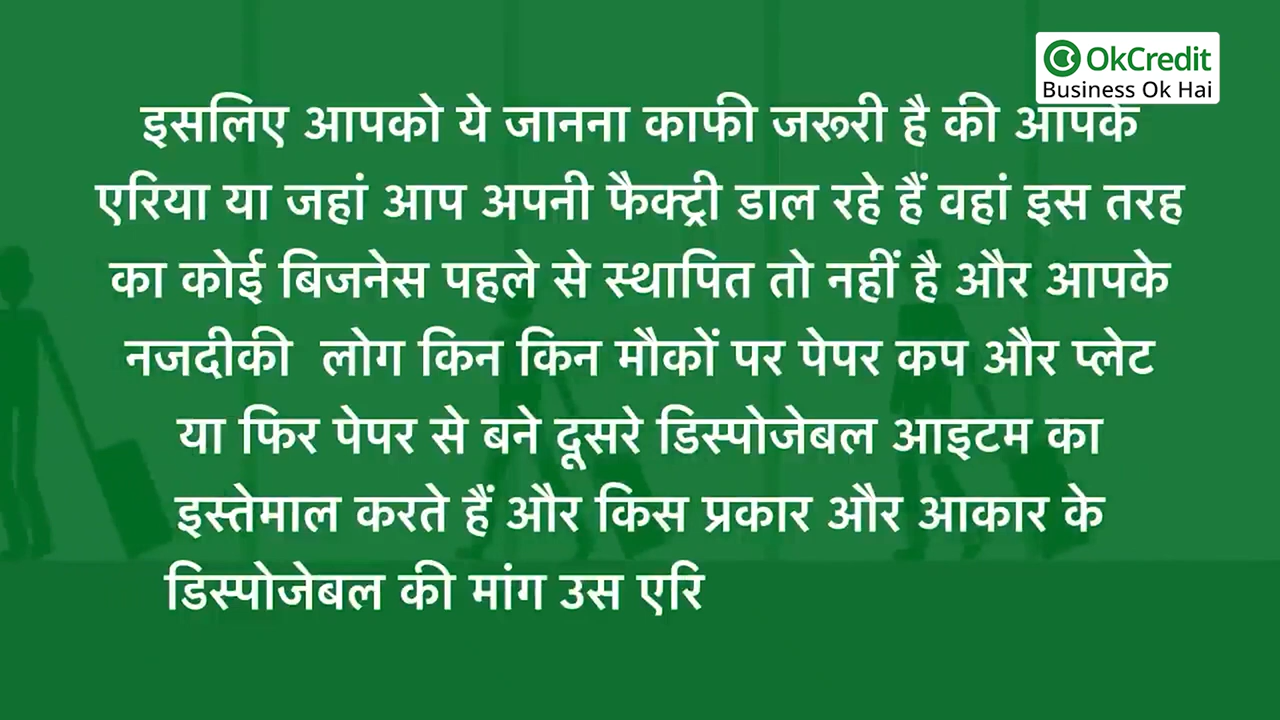 OkCredit
Business Ok Hai
इसलिए आपको ये जानना काफी जरूरी है की आपके
एरिया या जहां आप अपनी फैक्ट्री डाल रहे हैं वहां इस तरह
का कोई बिजनेस पहले से स्थापित तो नहीं है और आपके
नजदीकी लोग किन किन मौकों पर पेपर कप और प्लेट
या फिर पेपर से बने दूसरे डिस्पोजेबल आइटम का
इस्तेमाल करते हैं और किस प्रकार और आकार के
डिस्पोजेबल की मांग उस एरि